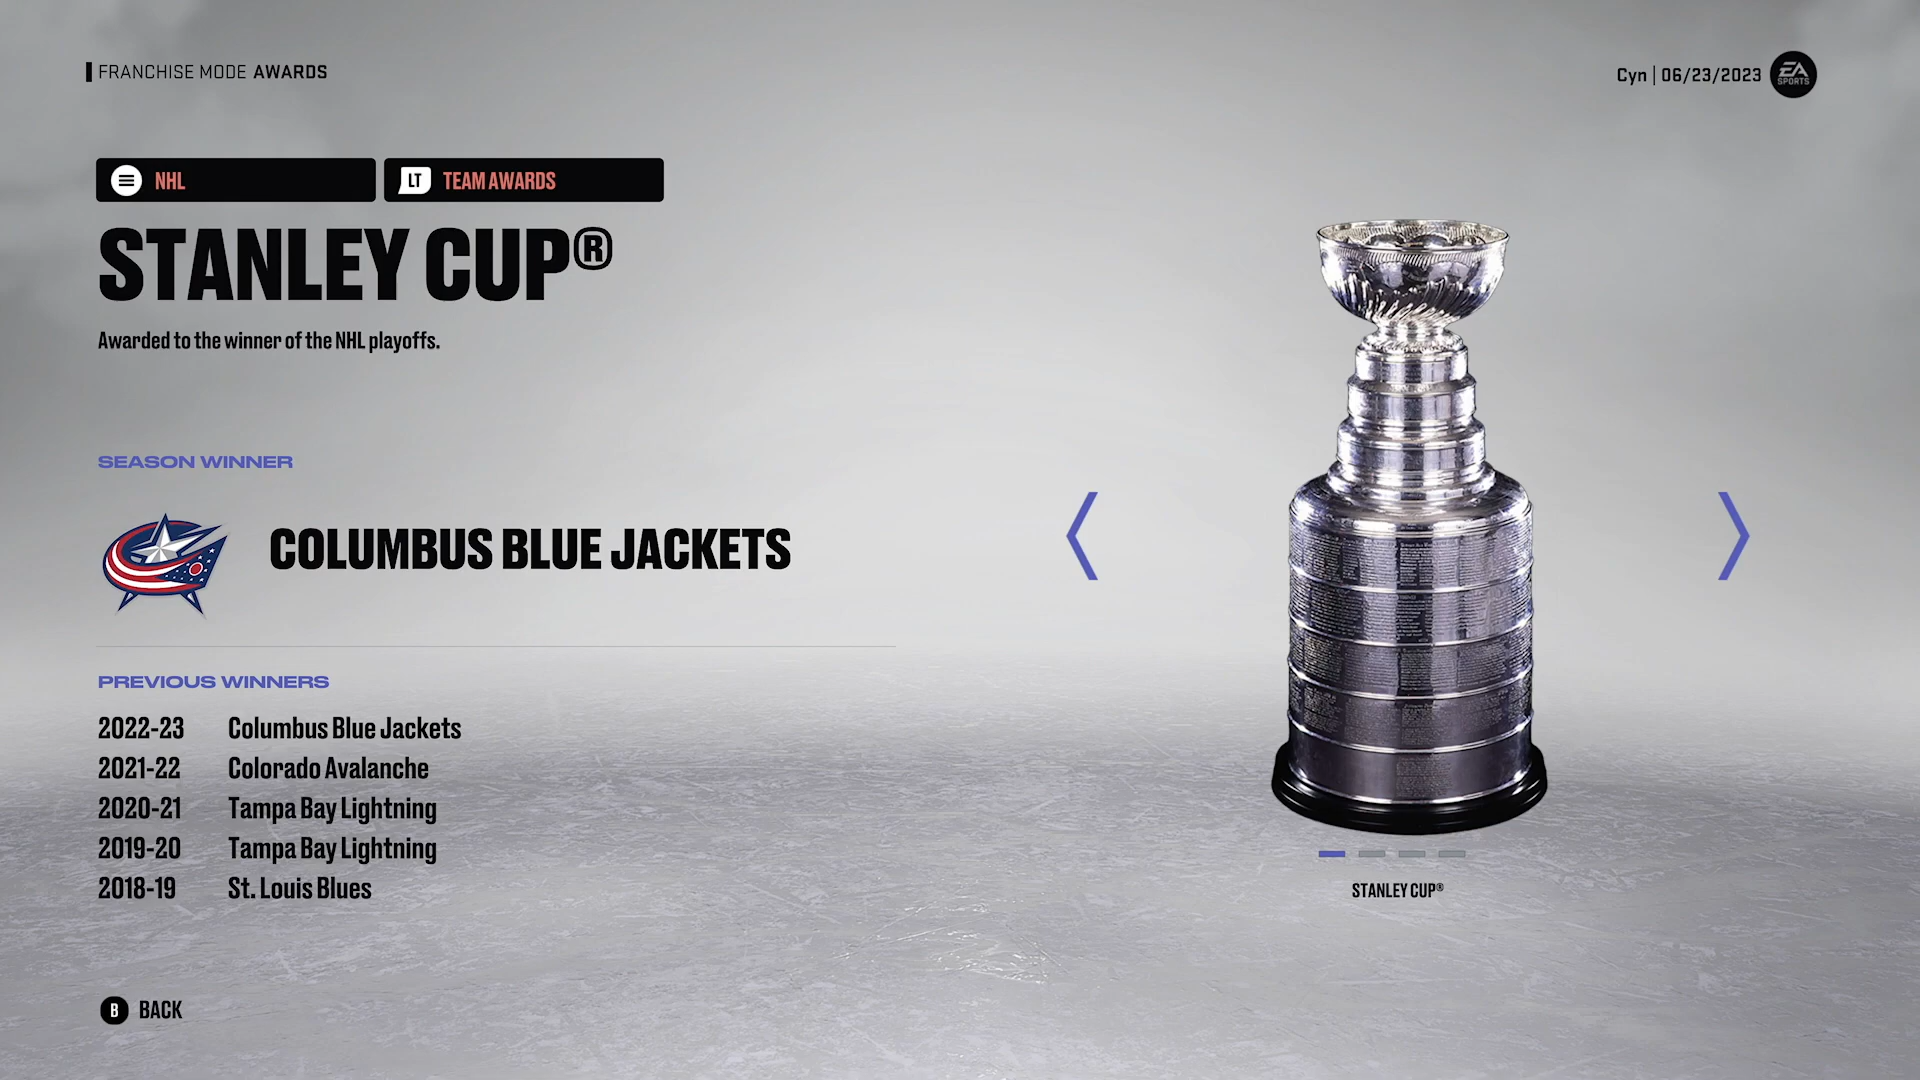 FRANCHISE MODE AWARDS
Cyn | 06/23/2023
EA SPORTS
NHL
LT TEAM AWARDS
STANLEY CUP®
Awarded to the winner of the NHL playoffs.
SEASON WINNER
COLUMBUS BLUE JACKETS
PREVIOUS WINNERS
2022-23 Columbus Blue Jackets
2021-22 Colorado Avalanche
2020-21 Tampa Bay Lightning
2019-20 Tampa Bay Lightning
2018-19 St. Louis Blues
STANLEY CUP®
B BACK